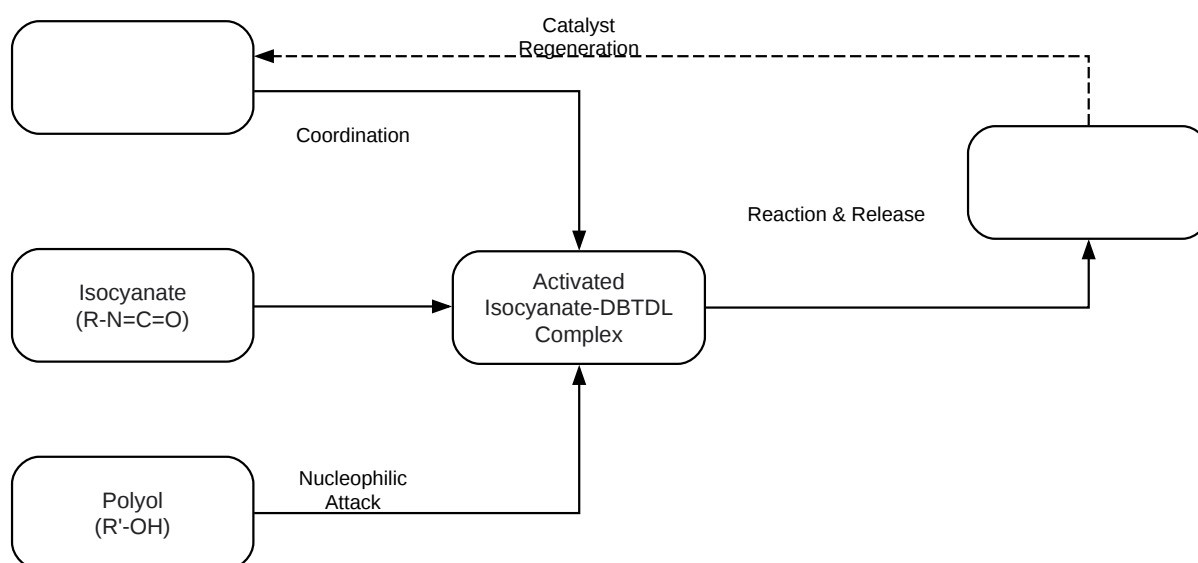 Catalyst
Regeneration
Coordination
Reaction & Release
Isocyanate
(R-N=C=O)
Activated
Isocyanate-DBTDL
Complex
Nucleophilic
Attack
Polyol
(R'-OH)